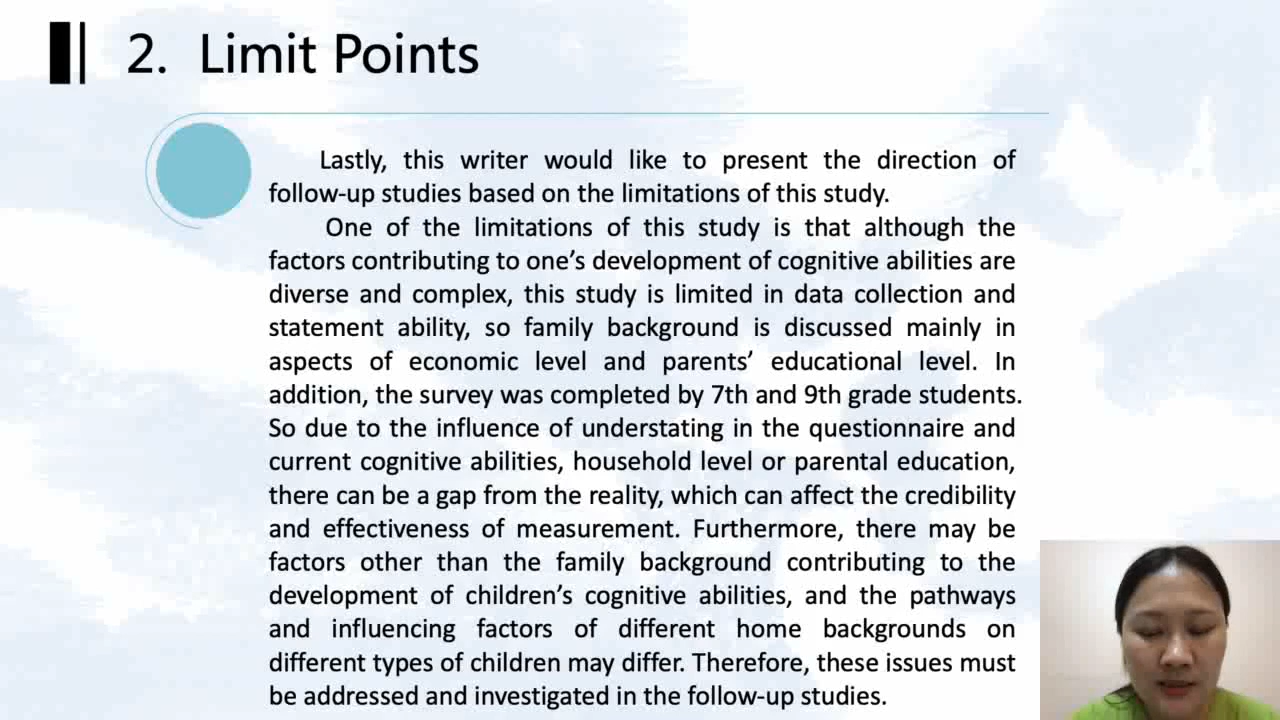 2. Limit Points
Lastly, this writer would like to present the direction of
follow-up studies based on the limitations of this study.
One of the limitations of this study is that although the
factors contributing to one’s development of cognitive abilities are
diverse and complex, this study is limited in data collection and
statement ability, so family background is discussed mainly in
aspects of economic level and parents’ educational level. In
addition, the survey was completed by 7th and 9th grade students.
So due to the influence of understating in the questionnaire and
current cognitive abilities, household level or parental education,
there can be a gap from the reality, which can affect the credibility
and effectiveness of measurement. Furthermore, there may be
factors other than the family background contributing to the
development of children’s cognitive abilities, and the pathways
and influencing factors of different home backgrounds on
different types of children may differ. Therefore, these issues must
be addressed and investigated in the follow-up studies.